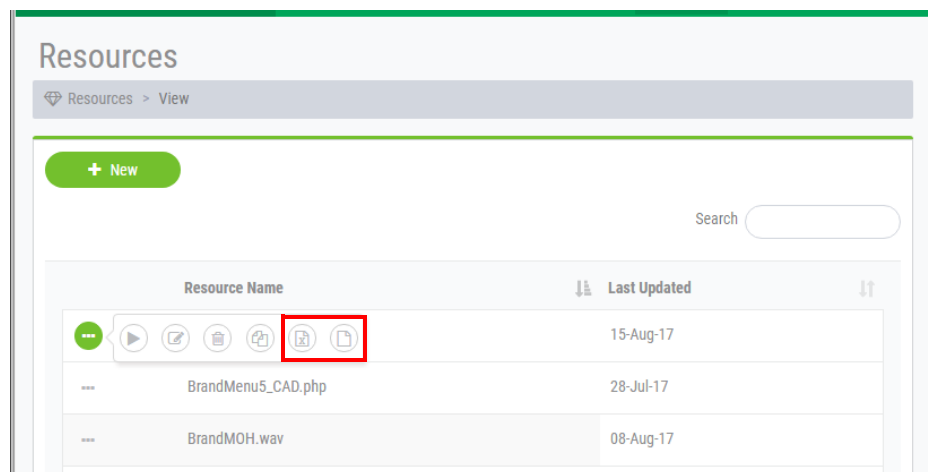 Resources
Resources > View
+ New
Search
Resource Name Last Updated
15-Aug-17
BrandMenu5_CAD.php 28-Jul-17
BrandMOH.wav 08-Aug-17